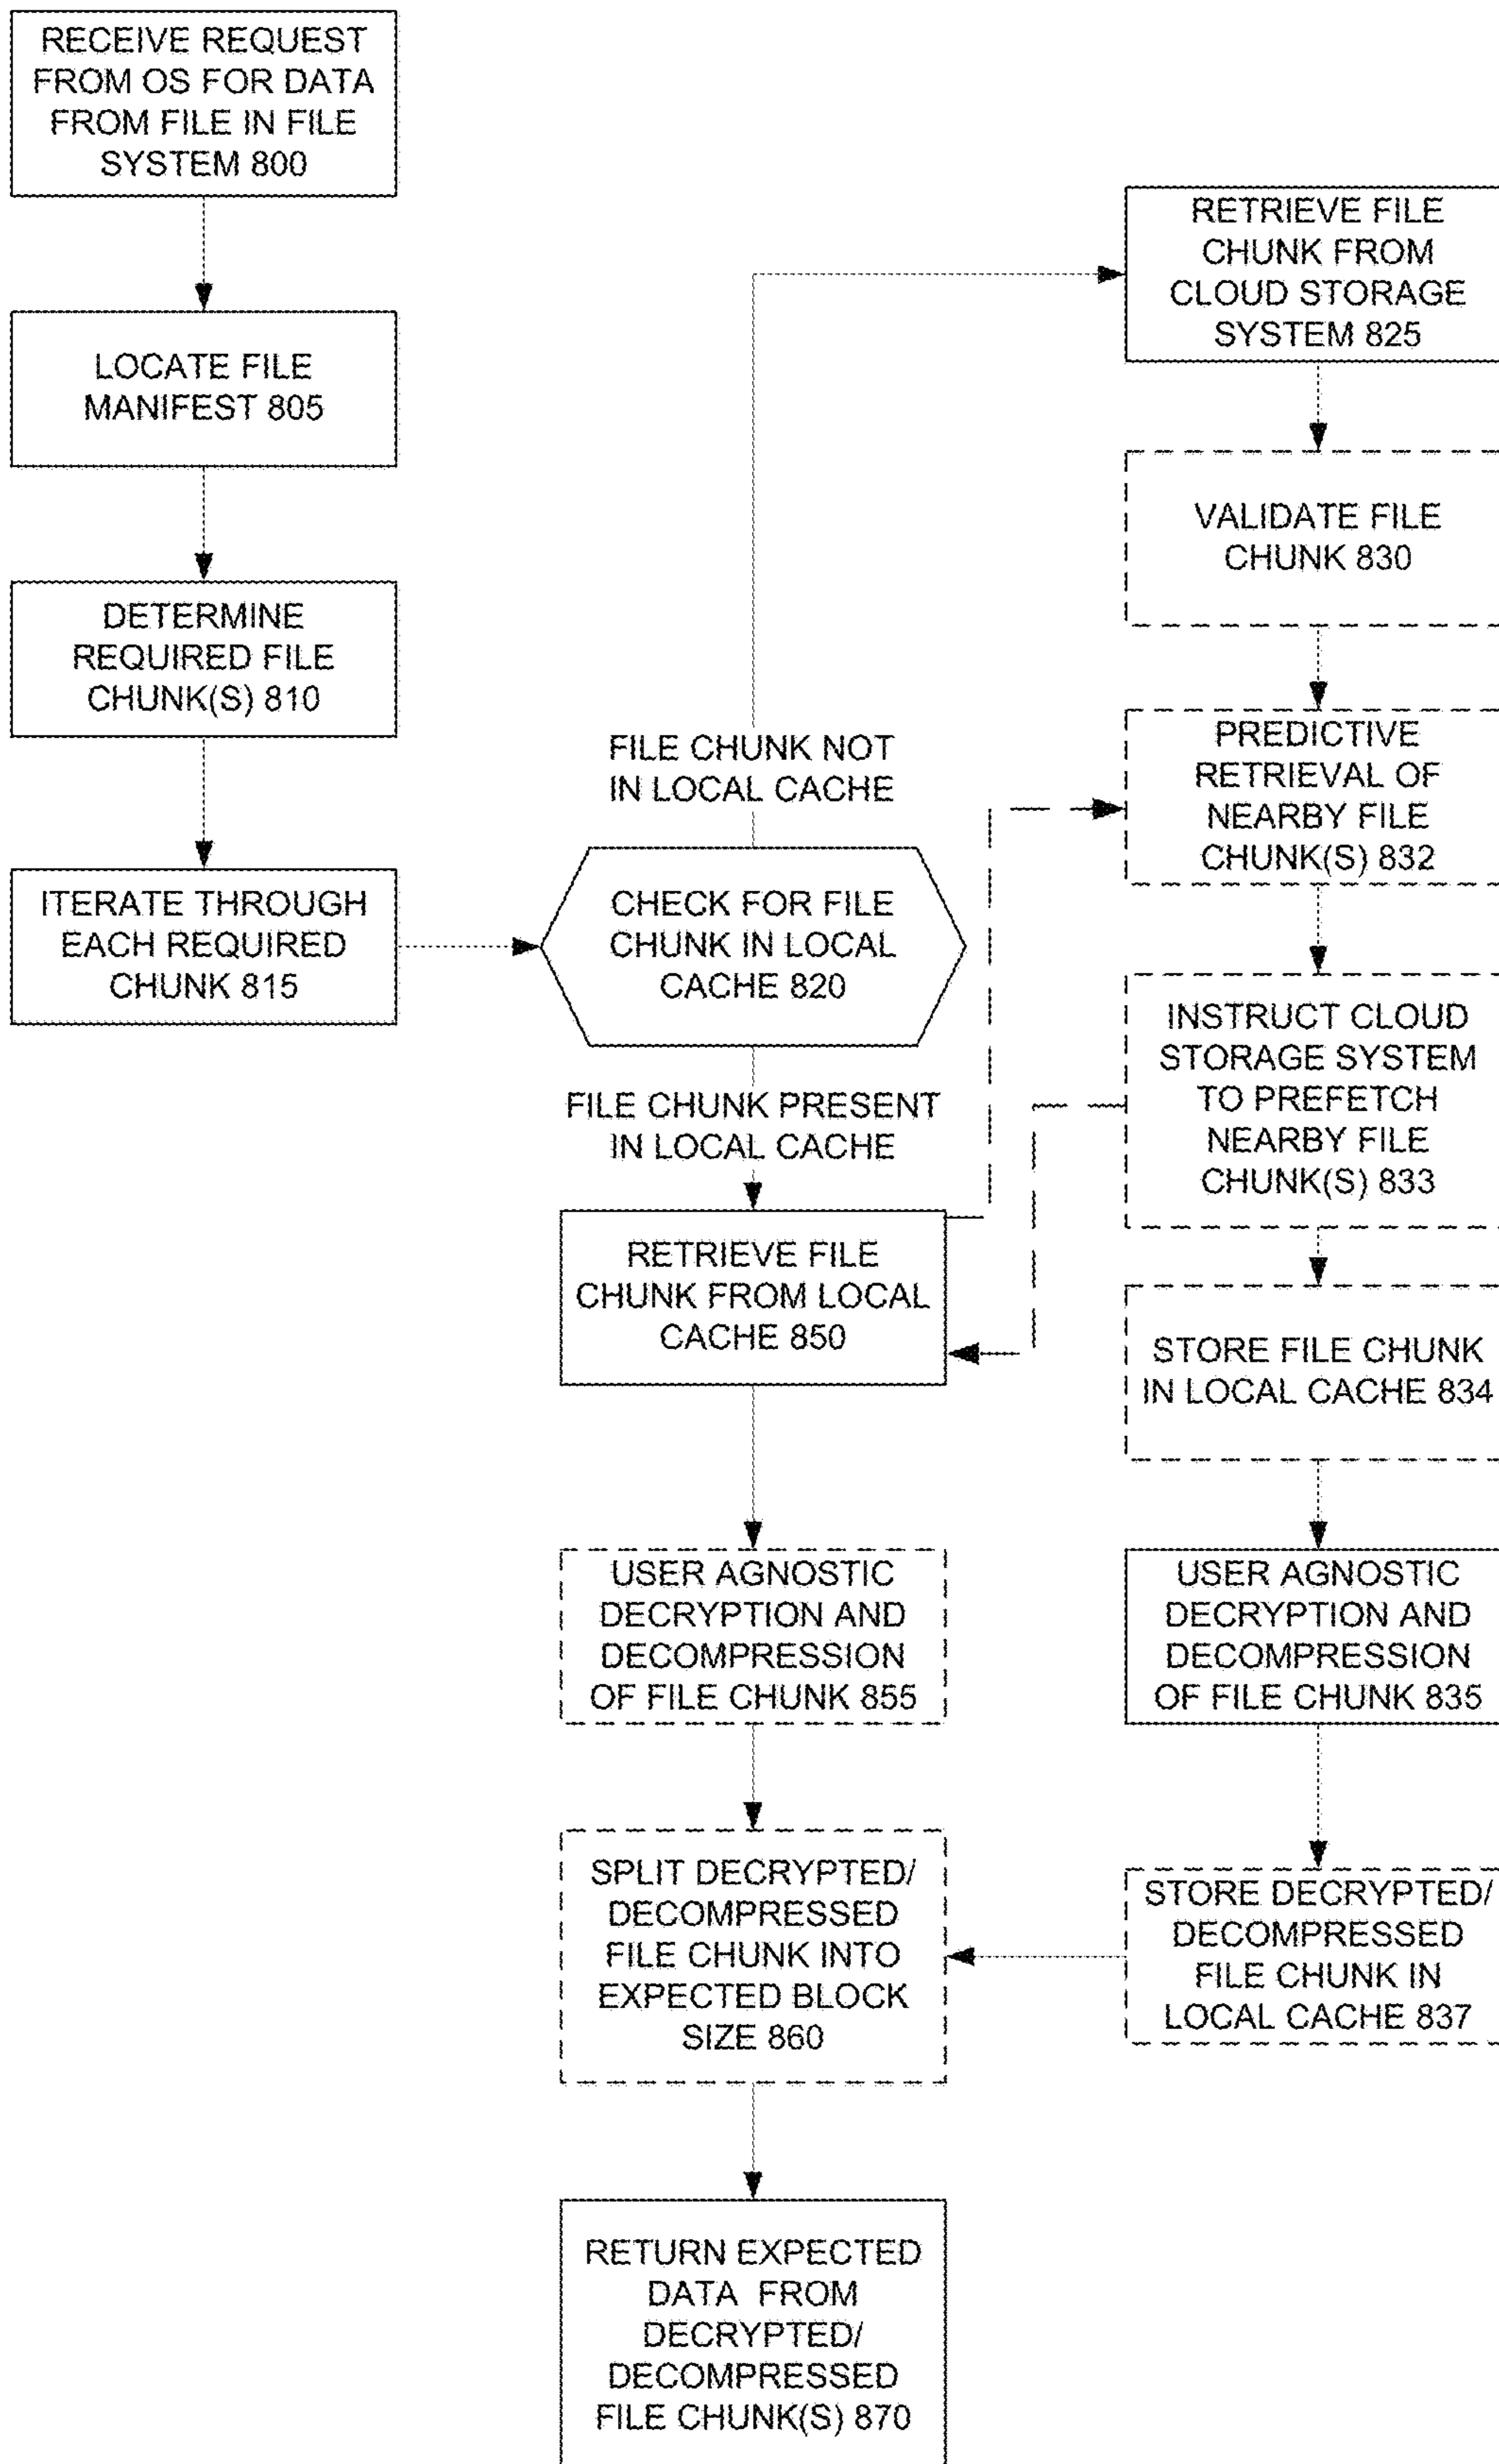 RECEIVE REQUEST
FROM OS FOR DATA
FROM FILE IN FILE
SYSTEM 800
LOCATE FILE
MANIFEST 805
DETERMINE
REQUIRED FILE
CHUNK(S) 810
ITERATE THROUGH
EACH REQUIRED
CHUNK 815
FILE CHUNK NOT
IN LOCAL CACHE
CHECK FOR FILE
CHUNK IN LOCAL
CACHE 820
FILE CHUNK PRESENT
IN LOCAL CACHE
RETRIEVE FILE
CHUNK FROM LOCAL
CACHE 850
USER AGNOSTIC
DECRYPTION AND
DECOMPRESSION
OF FILE CHUNK 855
SPLIT DECRYPTED/
DECOMPRESSED
FILE CHUNK INTO
EXPECTED BLOCK
SIZE 860
RETURN EXPECTED
DATA FROM
DECRYPTED/
DECOMPRESSED
FILE CHUNK(S) 870
RETRIEVE FILE
CHUNK FROM
CLOUD STORAGE
SYSTEM 825
VALIDATE FILE
CHUNK 830
PREDICTIVE
RETRIEVAL OF
NEARBY FILE
CHUNK(S) 832
INSTRUCT CLOUD
STORAGE SYSTEM
TO PREFETCH
NEARBY FILE
CHUNK(S) 833
STORE FILE CHUNK
IN LOCAL CACHE 834
USER AGNOSTIC
DECRYPTION AND
DECOMPRESSION
OF FILE CHUNK 835
STORE DECRYPTED/
DECOMPRESSED
FILE CHUNK IN
LOCAL CACHE 837